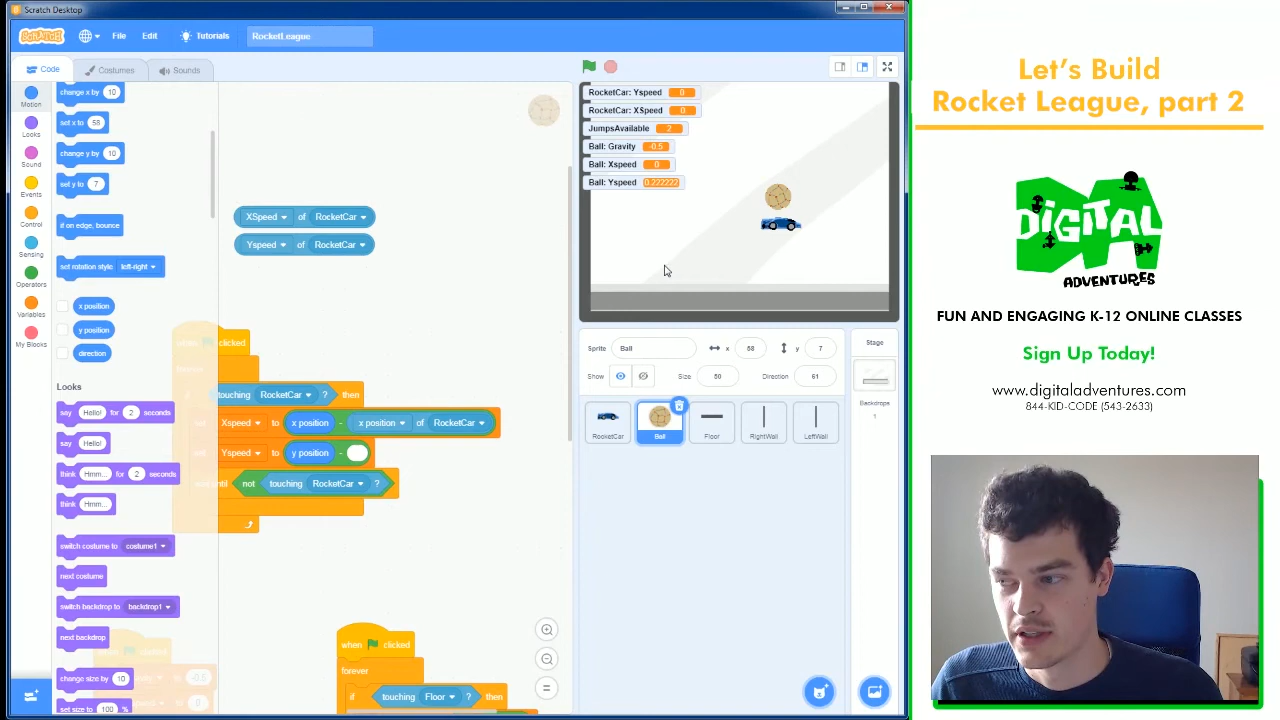 Scratch Desktop
SCRATCH File Edit Tutorials RocketLeague
Code Costumes Sounds
Motion
Looks
Sound
Events
Control
Sensing
Operators
Variables
My Blocks
change x by 10
set x to 58
change y by 10
set y to 7
if on edge, bounce
set rotation style left-right
x position
y position
direction
Looks
say Hello! for 2 seconds
say Hello!
think Hmm... for 2 seconds
think Hmm...
switch costume to costume1
next costume
switch backdrop to backdrop1
next backdrop
change size by 10
set size to 100 %
XSpeed of RocketCar
Yspeed of RocketCar
clicked
touching RocketCar ? then
Xspeed to x position - x position of RocketCar
Yspeed to y position -
not touching RocketCar ?
when clicked
forever
if touching Floor ? then
-0.5
0
RocketCar: Yspeed 0
RocketCar: XSpeed 0
JumpsAvailable 2
Ball: Gravity -0.5
Ball: Xspeed 0
Ball: Yspeed 0.222222
Sprite Ball x 58 y 7
Show Size 50 Direction 61
RocketCar
Ball
Floor
RightWall
LeftWall
Stage
Backdrops
1
Let's Build
Rocket League, part 2
DIGITAL
ADVENTURES
FUN AND ENGAGING K-12 ONLINE CLASSES
Sign Up Today!
www.digitaladventures.com
844-KID-CODE (543-2633)